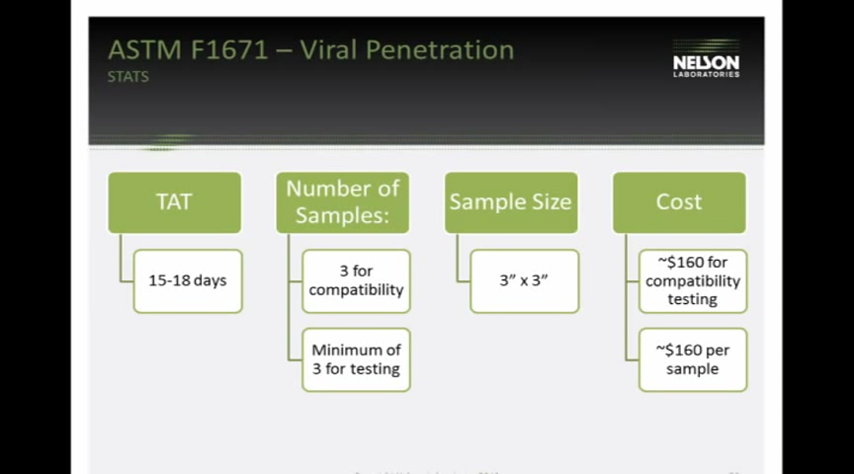 ASTM F1671 – Viral Penetration
STATS
NELSON
LABORATORIES
TAT
15-18 days
Number of
Samples:
3 for
compatibility
Minimum of
3 for testing
Sample Size
3” x 3”
Cost
~$160 for
compatibility
testing
~$160 per
sample